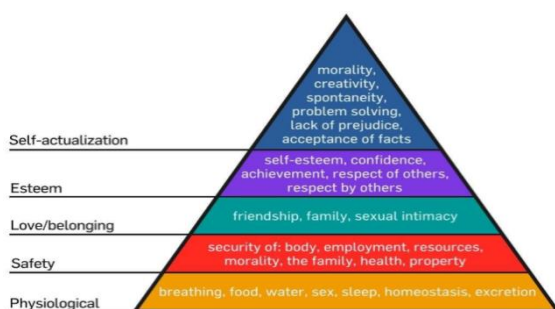 morality,
creativity,
spontaneity,
problem solving,
lack of prejudice,
acceptance of facts
Self-actualization
self-esteem, confidence,
achievement, respect of others,
respect by others
Esteem
friendship, family, sexual intimacy
Love/belonging
security of: body, employment, resources,
morality, the family, health, property
Safety
breathing, food, water, sex, sleep, homeostasis, excretion
Physiological